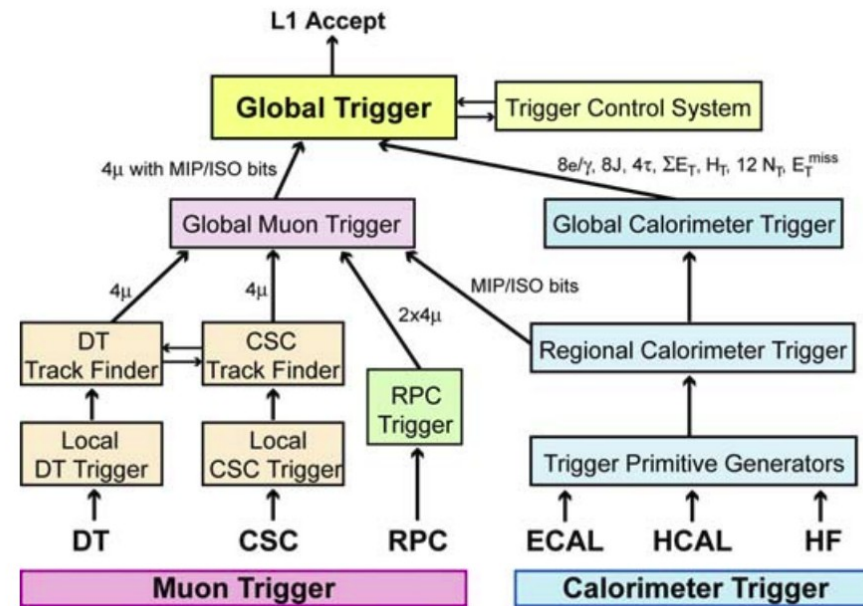 L1 Accept
Global Trigger
Trigger Control System
4μ with MIP/ISO bits
8e/γ, 8J, 4τ, ΣE_T, H_T, 12 N_T, E_T^miss
Global Muon Trigger
Global Calorimeter Trigger
4μ
4μ
2x4μ
MIP/ISO bits
DT
Track Finder
CSC
Track Finder
Regional Calorimeter Trigger
RPC
Trigger
Local
DT Trigger
Local
CSC Trigger
Trigger Primitive Generators
DT
CSC
RPC
ECAL
HCAL
HF
Muon Trigger
Calorimeter Trigger